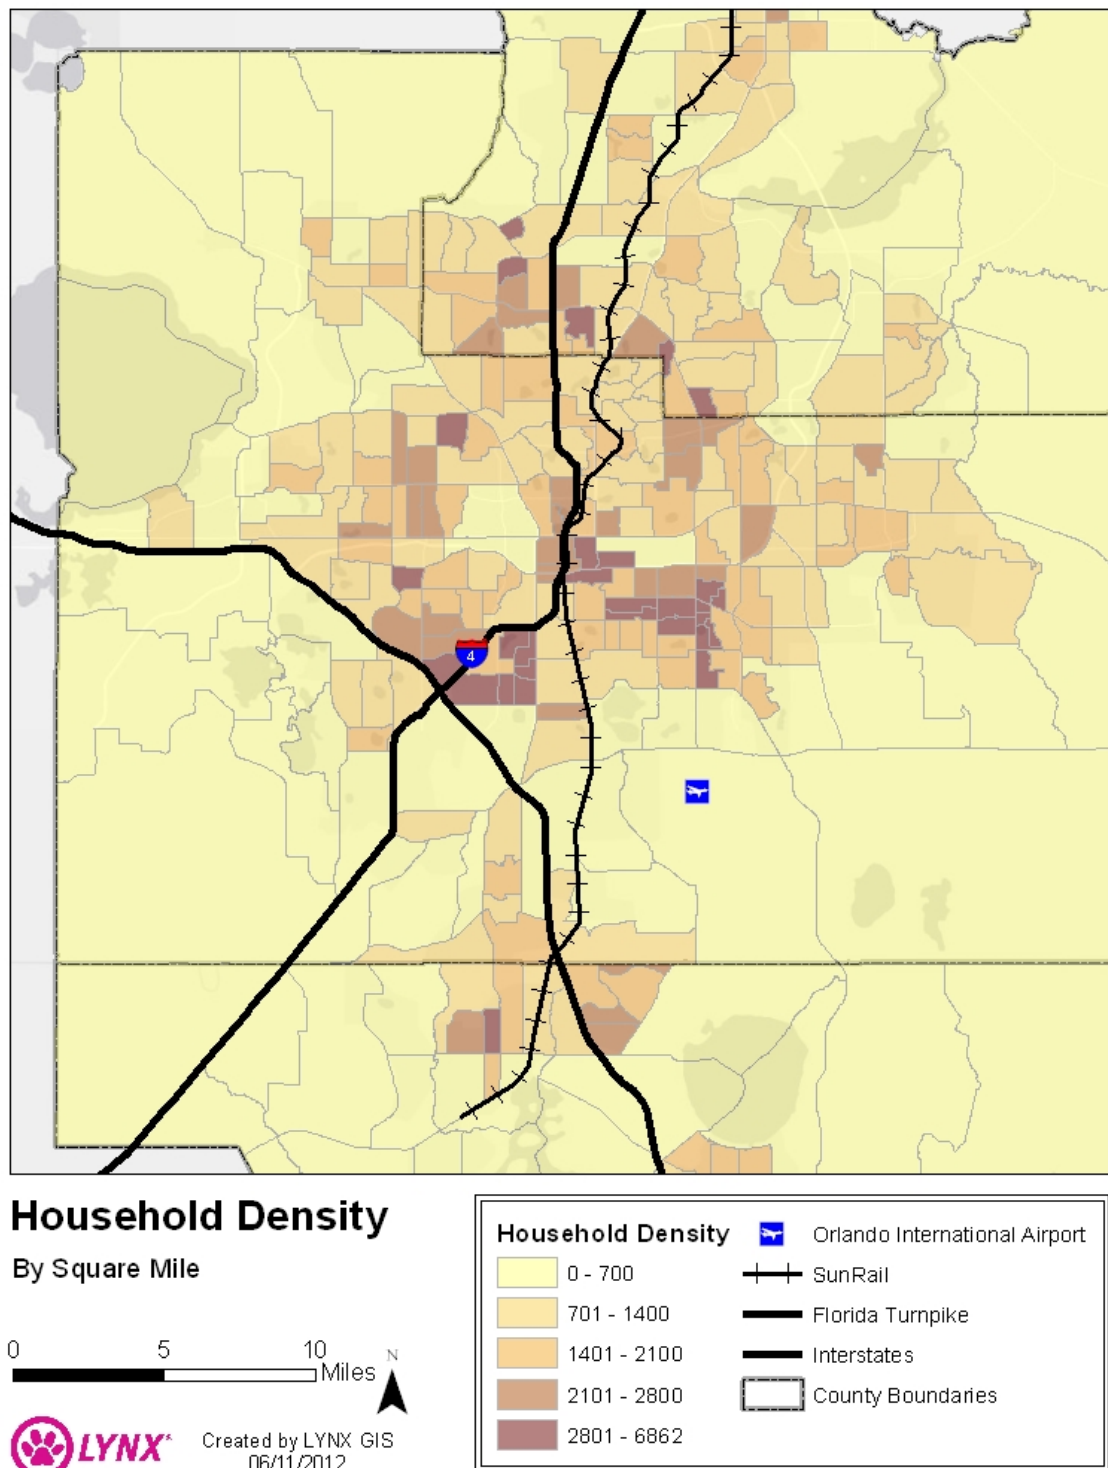 4
Household Density
By Square Mile
0 5 10
Miles
N
LYNX
Created by LYNX GIS
06/11/2012
Household Density
0 - 700
701 - 1400
1401 - 2100
2101 - 2800
2801 - 6862
Orlando International Airport
SunRail
Florida Turnpike
Interstates
County Boundaries